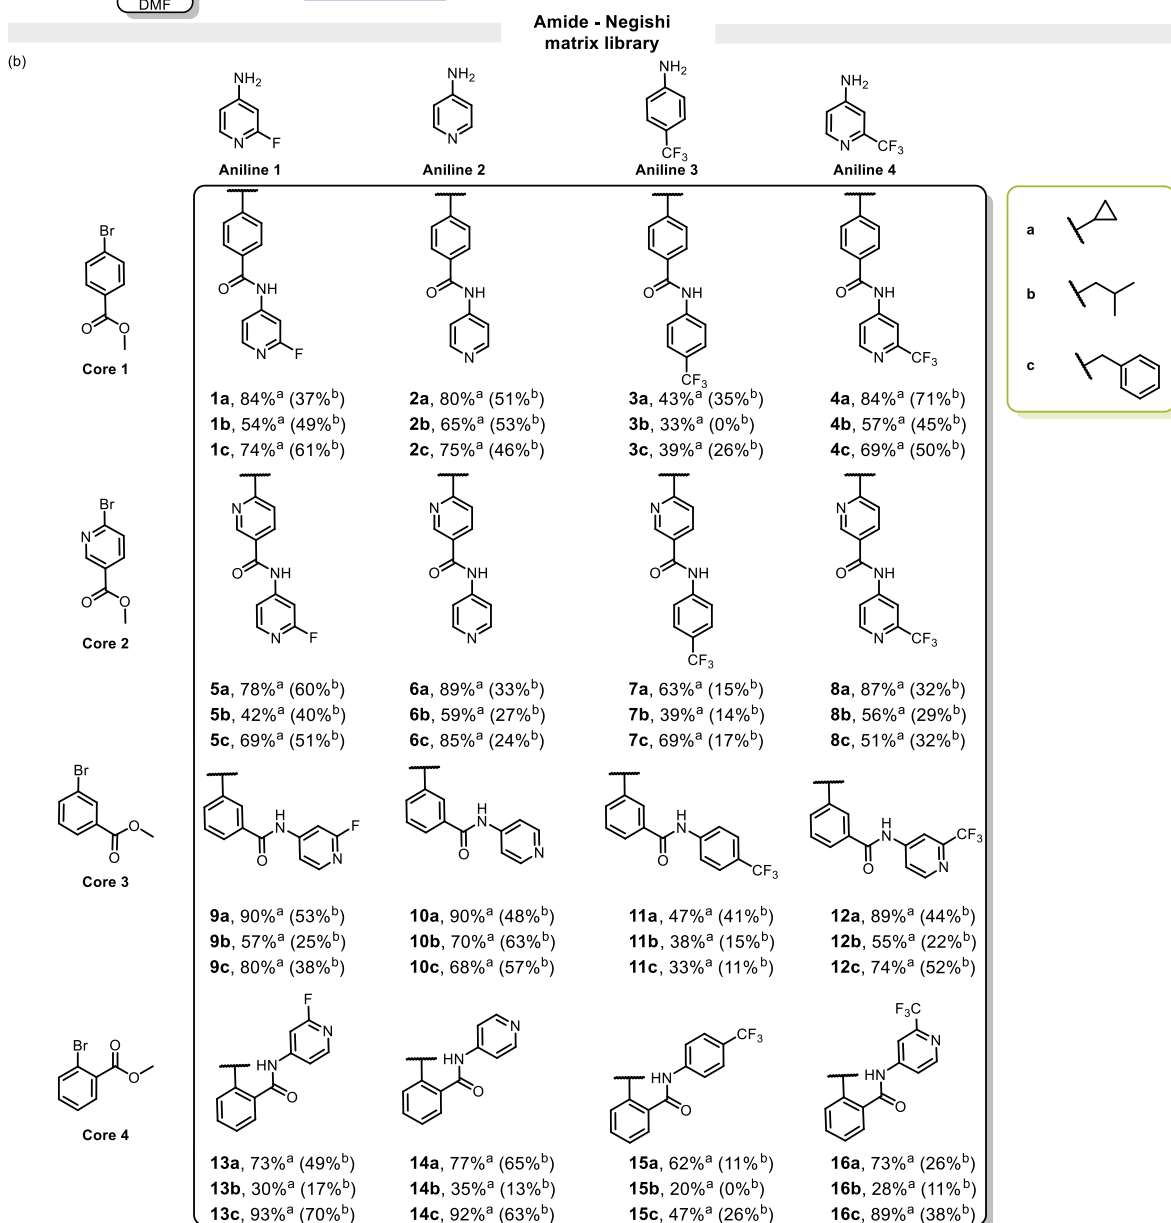 DMF
Amide - Negishi
matrix library
(b)
NH2 NH2 NH2 NH2
N F N CF3 N CF3
Aniline 1 Aniline 2 Aniline 3 Aniline 4
Br
O O
Core 1
O NH O NH O NH O NH
N F N CF3 N CF3
a
b
c
1a, 84%a (37%b) 2a, 80%a (51%b) 3a, 43%a (35%b) 4a, 84%a (71%b)
1b, 54%a (49%b) 2b, 65%a (53%b) 3b, 33%a (0%b) 4b, 57%a (45%b)
1c, 74%a (61%b) 2c, 75%a (46%b) 3c, 39%a (26%b) 4c, 69%a (50%b)
Br
N
O O
Core 2
N N N N
O NH O NH O NH O NH
N F N CF3 N CF3
5a, 78%a (60%b) 6a, 89%a (33%b) 7a, 63%a (15%b) 8a, 87%a (32%b)
5b, 42%a (40%b) 6b, 59%a (27%b) 7b, 39%a (14%b) 8b, 56%a (29%b)
5c, 69%a (51%b) 6c, 85%a (24%b) 7c, 69%a (17%b) 8c, 51%a (32%b)
Br
O
O
Core 3
H N O F N H N O N H N O CF3 H N O CF3 N
9a, 90%a (53%b) 10a, 90%a (48%b) 11a, 47%a (41%b) 12a, 89%a (44%b)
9b, 57%a (25%b) 10b, 70%a (63%b) 11b, 38%a (15%b) 12b, 55%a (22%b)
9c, 80%a (38%b) 10c, 68%a (57%b) 11c, 33%a (11%b) 12c, 74%a (52%b)
Br O
O
Core 4
F N HN O N HN O CF3 HN O F3C N HN O
13a, 73%a (49%b) 14a, 77%a (65%b) 15a, 62%a (11%b) 16a, 73%a (26%b)
13b, 30%a (17%b) 14b, 35%a (13%b) 15b, 20%a (0%b) 16b, 28%a (11%b)
13c, 93%a (70%b) 14c, 92%a (63%b) 15c, 47%a (26%b) 16c, 89%a (38%b)